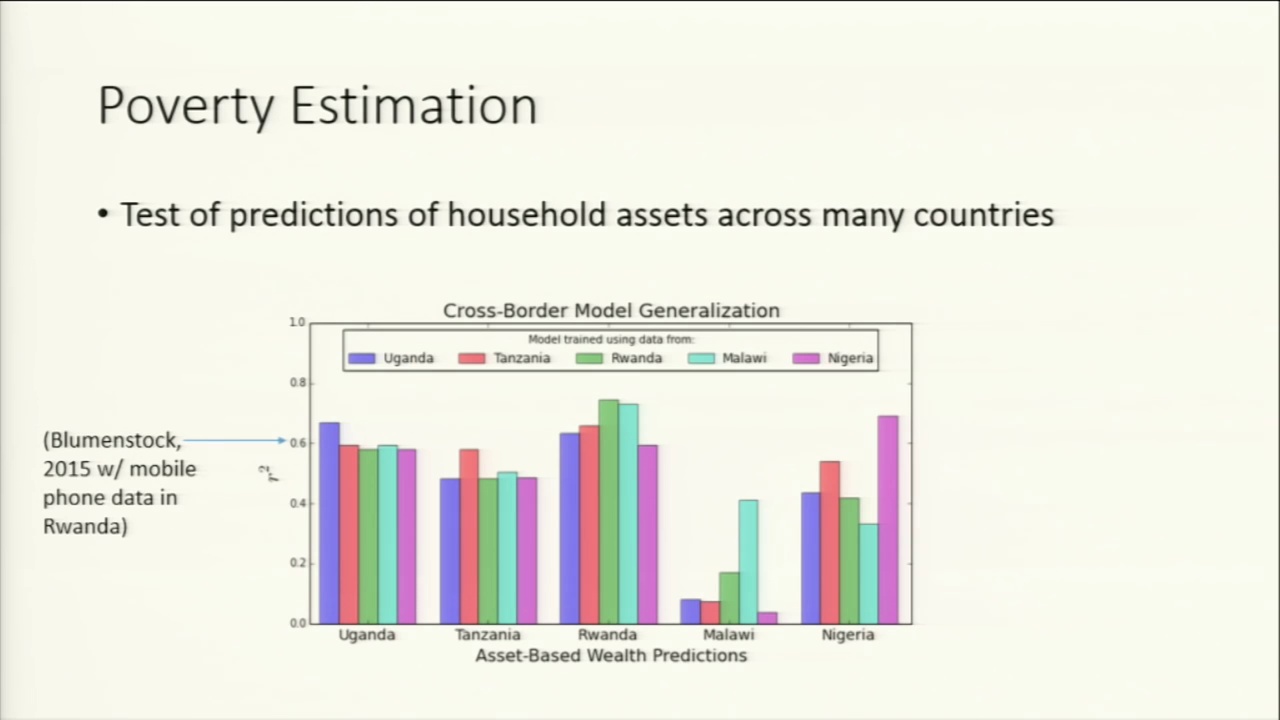 Poverty Estimation
• Test of predictions of household assets across many countries
Cross-Border Model Generalization
Model trained using data from:
Uganda Tanzania Rwanda Malawi Nigeria
1.0
0.8
0.6
0.4
0.2
0.0
r²
(Blumenstock,
2015 w/ mobile
phone data in
Rwanda)
Uganda Tanzania Rwanda Malawi Nigeria
Asset-Based Wealth Predictions